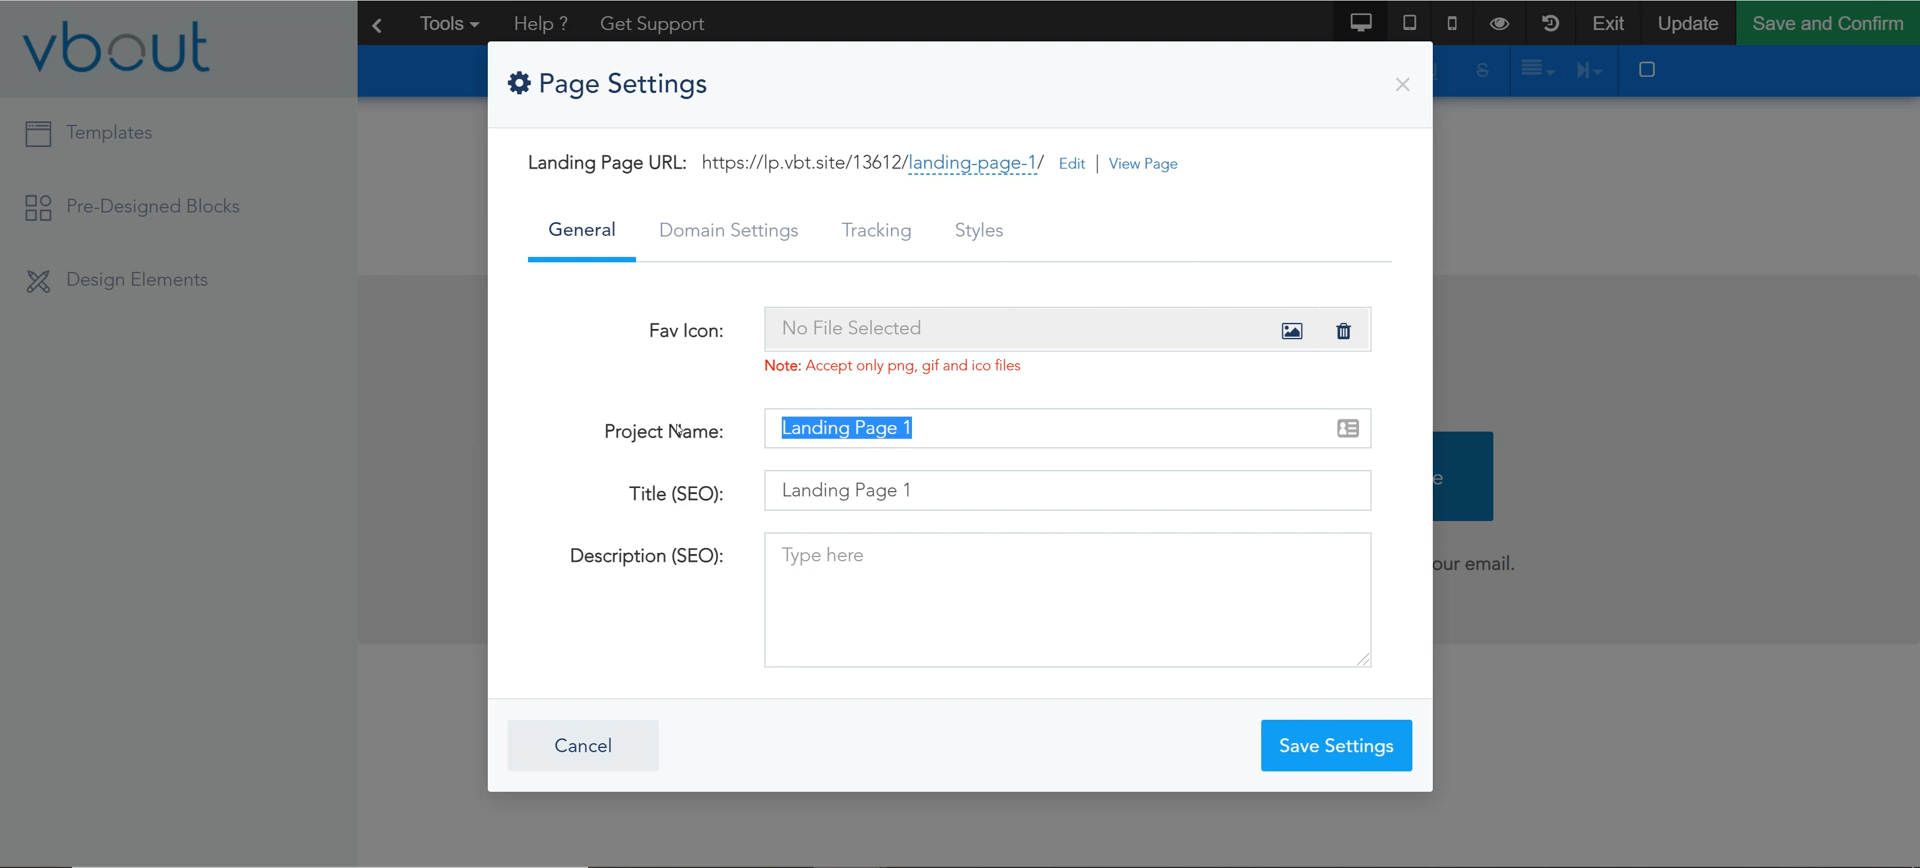 vbout
Tools Help ? Get Support Exit Update Save and Confirm
Templates
Pre-Designed Blocks
Design Elements
Page Settings
Landing Page URL: https://lp.vbt.site/13612/landing-page-1/ Edit | View Page
General Domain Settings Tracking Styles
Fav Icon: No File Selected
Note: Accept only png, gif and ico files
Project Name: Landing Page 1
Title (SEO): Landing Page 1
Description (SEO): Type here
our email.
Cancel Save Settings